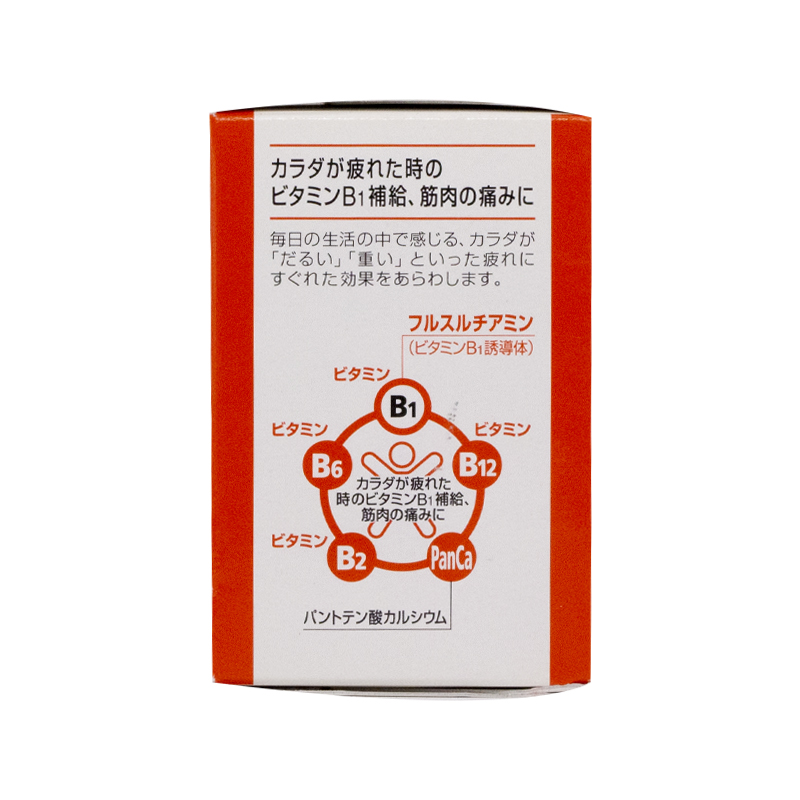 カラダが疲れた時の
ビタミンB1補給、筋肉の痛みに
毎日の生活の中で感じる、カラダが
「だるい」「重い」といった疲れに
すぐれた効果をあらわします。
フルスルチアミン
（ビタミンB1誘導体）
ビタミン
B1
ビタミン
B6
ビタミン
B12
カラダが疲れた
時のビタミンB1補給、
筋肉の痛みに
ビタミン
B2
PanCa
パントテン酸カルシウム